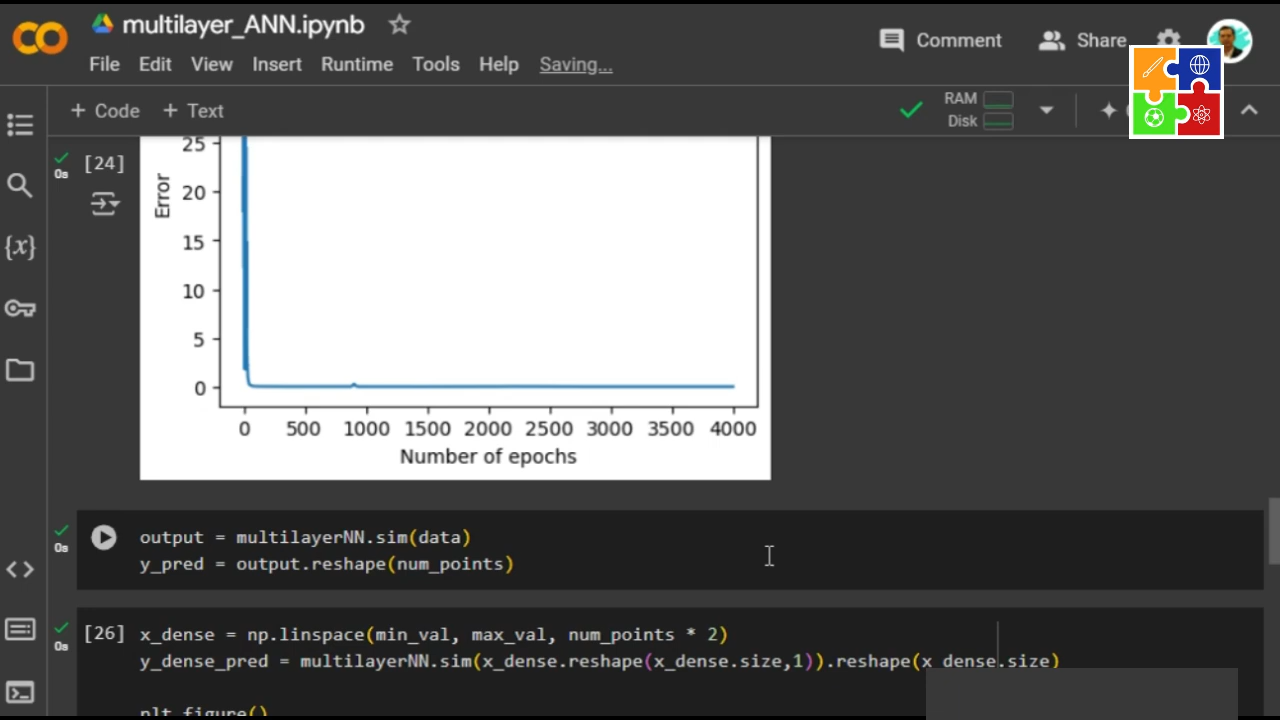 multilayer_ANN.ipynb
Comment
Share
File Edit View Insert Runtime Tools Help Saving...
+ Code + Text
RAM
Disk
[24]
0s
25
20
15
10
5
0
Error
0 500 1000 1500 2000 2500 3000 3500 4000
Number of epochs
0s
output = multilayerNN.sim(data)
y_pred = output.reshape(num_points)
[26]
0s
x_dense = np.linspace(min_val, max_val, num_points * 2)
y_dense_pred = multilayerNN.sim(x_dense.reshape(x_dense.size,1)).reshape(x_dense.size)
plt.figure()